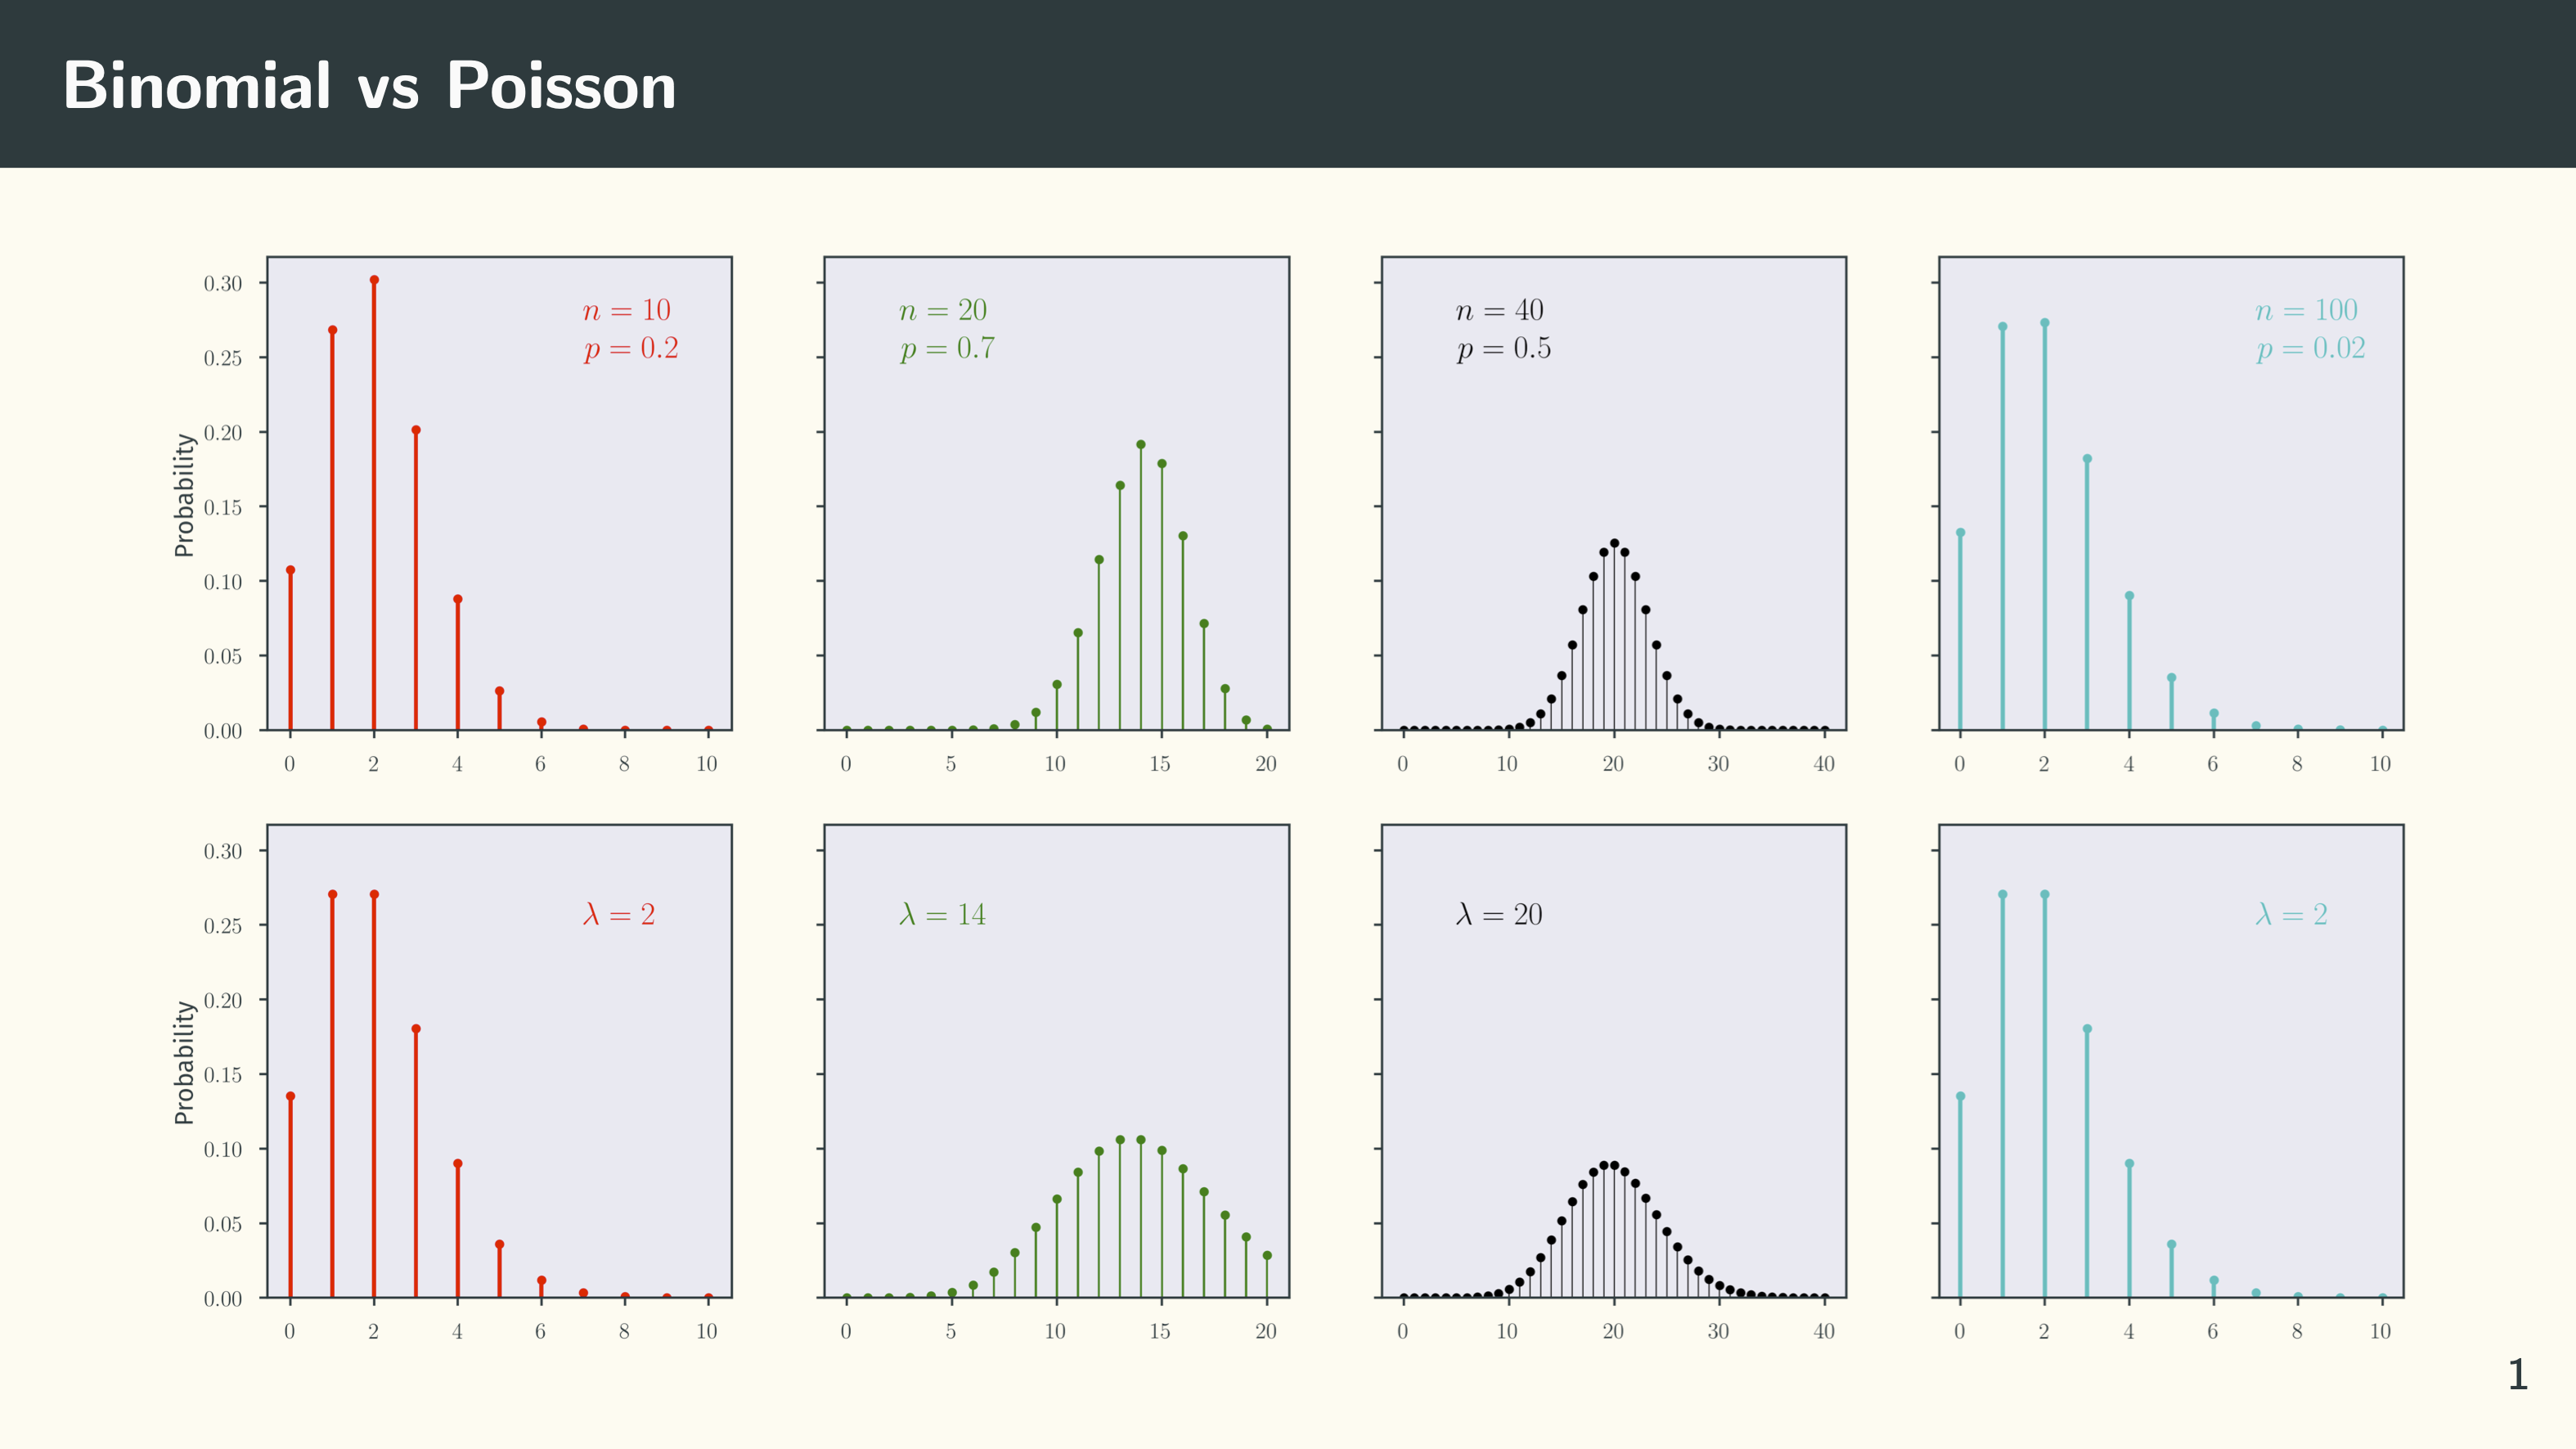 Binomial vs Poisson
Probability
0.30
0.25
0.20
0.15
0.10
0.05
0.00
n = 10
p = 0.2
0 2 4 6 8 10
n = 20
p = 0.7
0 5 10 15 20
n = 40
p = 0.5
0 10 20 30 40
n = 100
p = 0.02
0 2 4 6 8 10
Probability
0.30
0.25
0.20
0.15
0.10
0.05
0.00
λ = 2
0 2 4 6 8 10
λ = 14
0 5 10 15 20
λ = 20
0 10 20 30 40
λ = 2
0 2 4 6 8 10
1